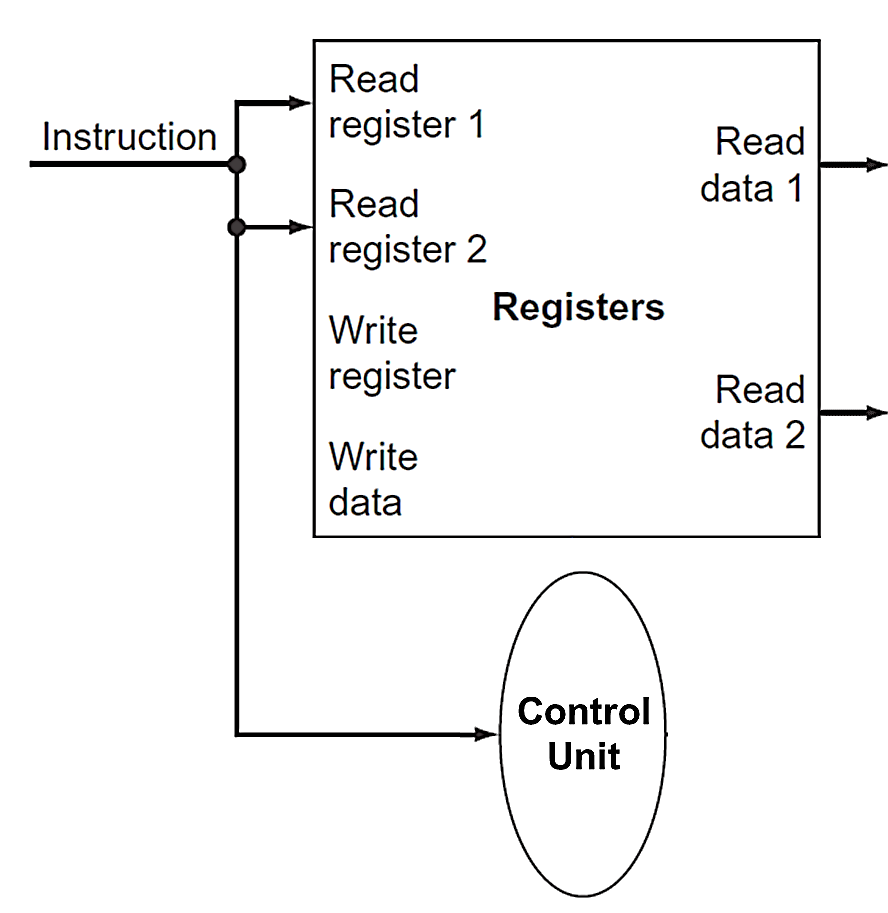 Instruction
Read
register 1
Read
register 2
Write
register
Write
data
Registers
Read
data 1
Read
data 2
Control
Unit